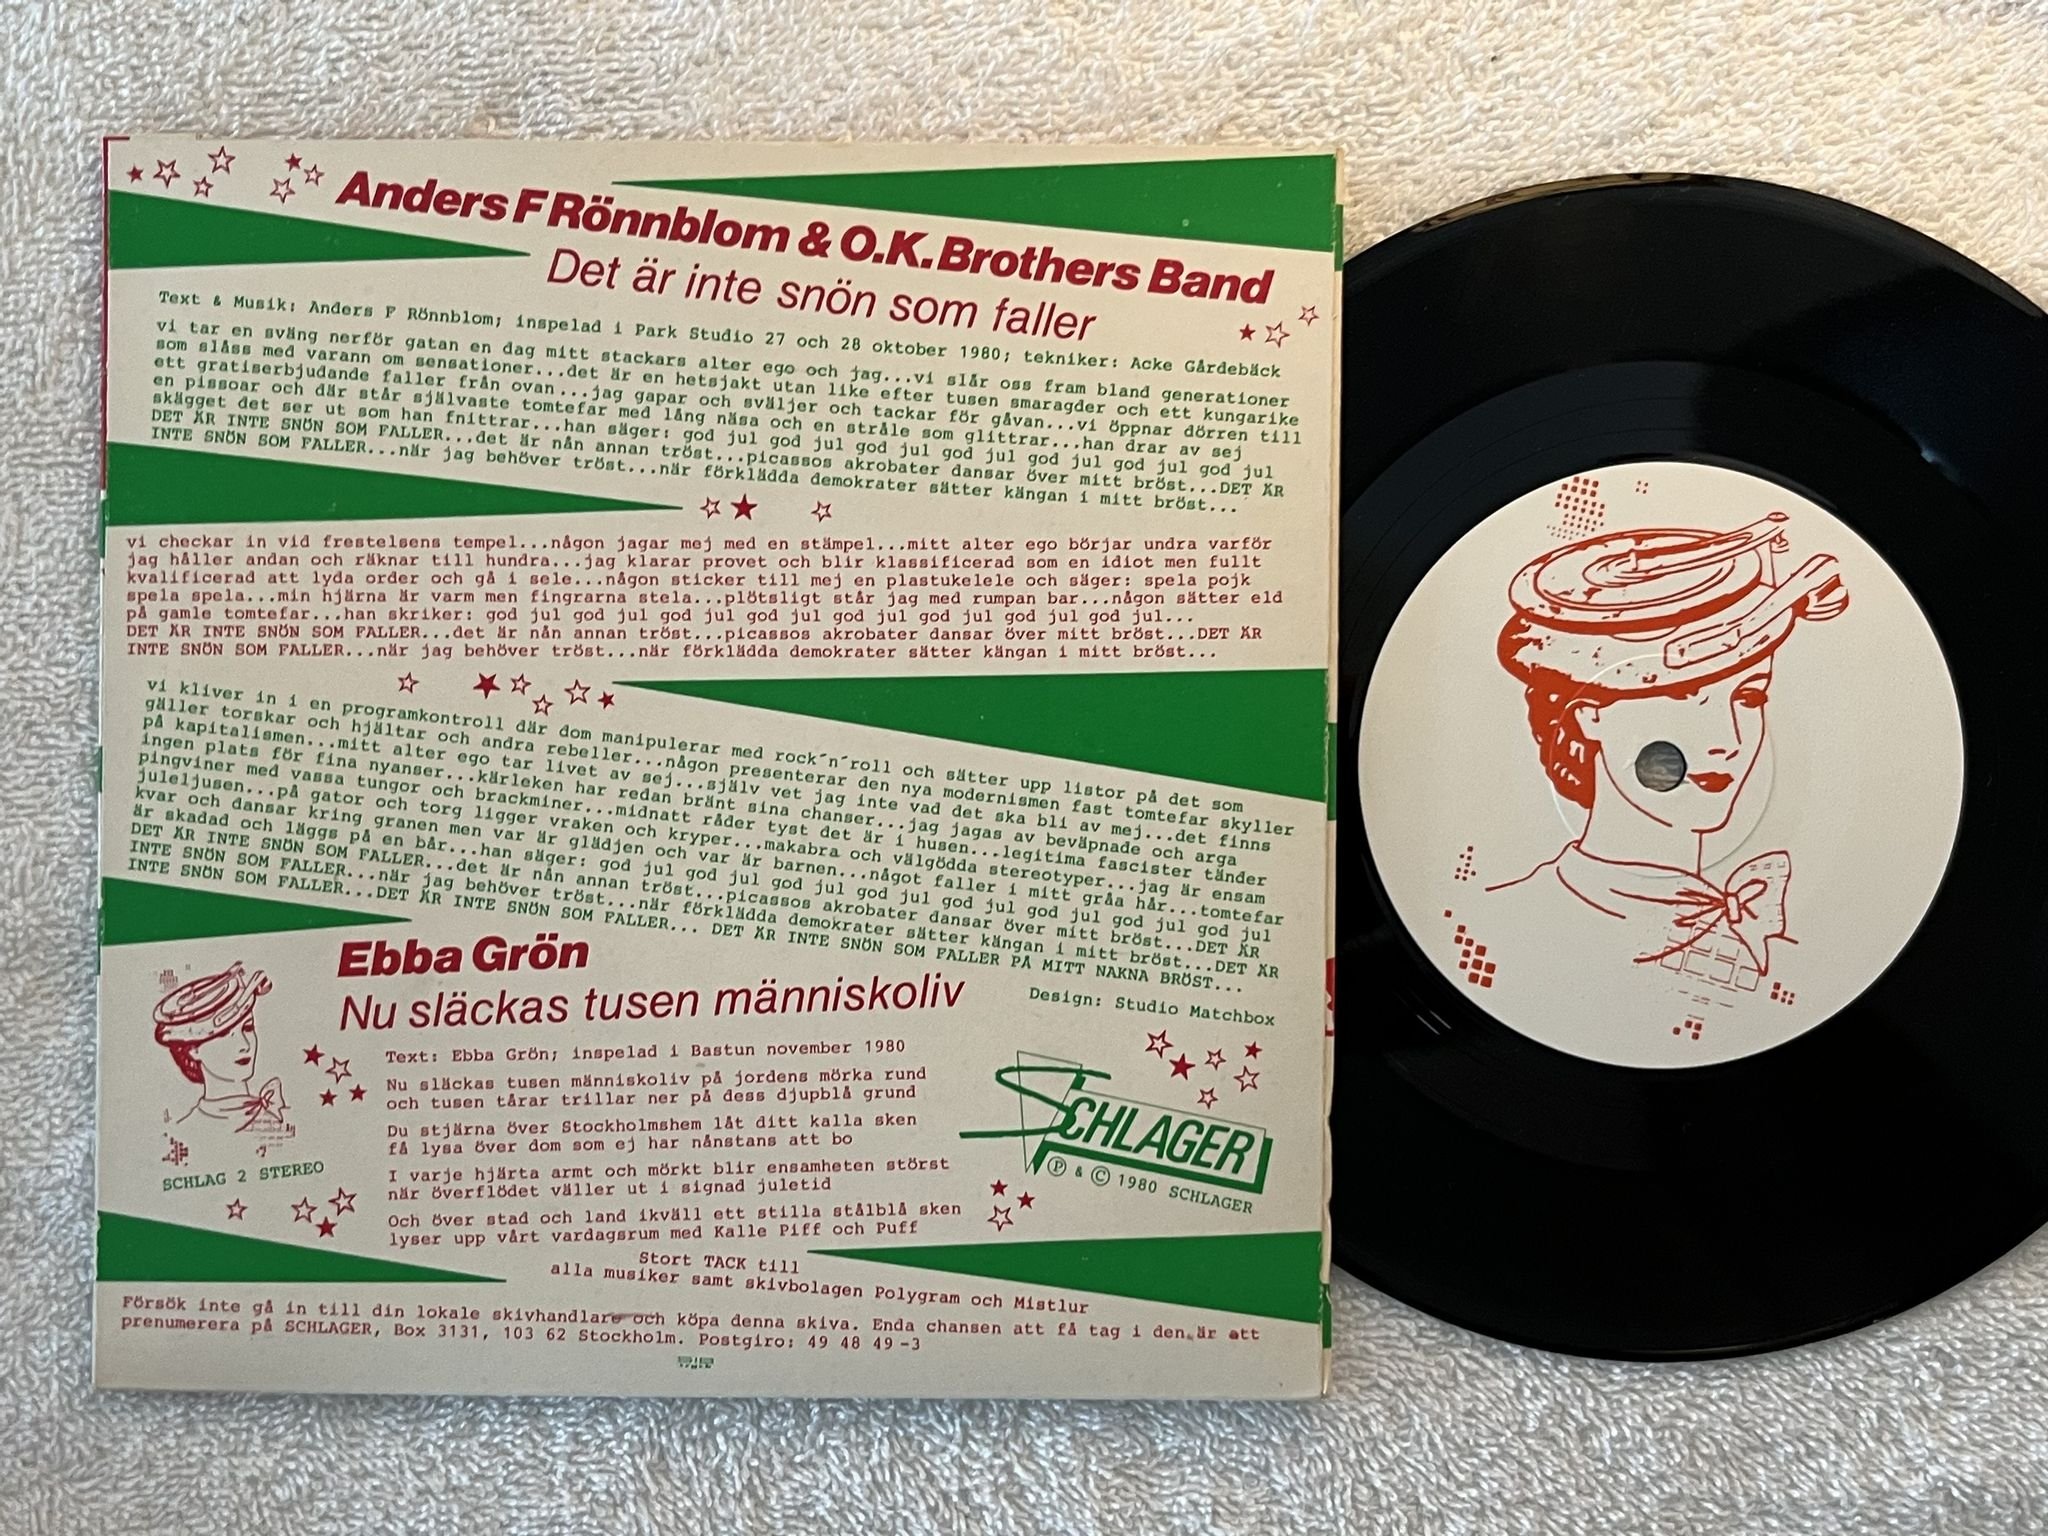 Anders F Rönnblom & O.K. Brothers Band
Det är inte snön som faller
Text & Musik: Anders F Rönnblom; inspelad i Park Studio 27 och 28 oktober 1980; tekniker: Acke Gårdebäck
vi tar en sväng nerför gatan en dag mitt stackars alter ego och jag...vi slår oss fram bland generationer
som slåss med varann om sensationer...det är en hetsjakt utan like efter tusen smaragder och ett kungarike
ett gratiserbjudande faller från ovan...jag gapar och sväljer och tackar för gåvan...vi öppnar dörren till
en pissoar och där står självaste tomtefar med lång näsa och en stråle som glittrar...han drar av sej
skägget det ser ut som han fnittrar...han säger: god jul god jul god jul god jul god jul god jul god jul
DET ÄR INTE SNÖN SOM FALLER...det är nån annan tröst...picassos akrobater dansar över mitt bröst...DET ÄR
INTE SNÖN SOM FALLER...när jag behöver tröst...när förklädda demokrater sätter kängan i mitt bröst...
vi checkar in vid frestelsens tempel...någon jagar mej med en stämpel...mitt alter ego börjar undra varför
jag håller andan och räknar till hundra...jag klarar provet och blir klassificerad som en idiot men fullt
kvalificerad att lyda order och gå i sele...någon sticker till mej en plastukelele och säger: spela pojk
spela spela...min hjärna är varm men fingrarna stela...plötsligt står jag med rumpan bar...någon sätter eld
på gamle tomtefar...han skriker: god jul god jul god jul god jul god jul god jul god jul god jul...
DET ÄR INTE SNÖN SOM FALLER...det är nån annan tröst...picassos akrobater dansar över mitt bröst...DET ÄR
INTE SNÖN SOM FALLER...när jag behöver tröst...när förklädda demokrater sätter kängan i mitt bröst...
vi kliver in i en programkontroll där dom manipulerar med rock´n´roll och sätter upp listor på det som
gäller torskar och hjältar och andra rebeller...någon presenterar den nya modernismen fast tomtefar skyller
på kapitalismen...mitt alter ego tar livet av sej...själv vet jag inte vad det ska bli av mej...det finns
ingen plats för fina nyanser...kärleken har redan bränt sina chanser...jag jagas av beväpnade och arga
pingviner med vassa tungor och brackminer...midnatt råder tyst det är i husen...legitima fascister tänder
juleljusen...på gator och torg ligger vraken och kryper...makabra och välgödda stereotyper...jag är ensam
kvar och dansar kring granen men var är glädjen och var är barnen...något faller i mitt gråa hår...tomtefar
är skadad och läggs på en bår...han säger: god jul god jul god jul god jul god jul god jul god jul god jul
DET ÄR INTE SNÖN SOM FALLER...det är nån annan tröst...picassos akrobater dansar över mitt bröst...DET ÄR
INTE SNÖN SOM FALLER...när jag behöver tröst...när förklädda demokrater sätter kängan i mitt bröst...DET ÄR
INTE SNÖN SOM FALLER...DET ÄR INTE SNÖN SOM FALLER... DET ÄR INTE SNÖN SOM FALLER PÅ MITT NAKNA BRÖST...
Design: Studio Matchbox
Ebba Grön
Nu släckas tusen människoliv
Text: Ebba Grön; inspelad i Bastun november 1980
Nu släckas tusen människoliv på jordens mörka rund
och tusen tårar trillar ner på dess djupblå grund
Du stjärna över Stockholmshem låt ditt kalla sken
få lysa över dom som ej har nånstans att bo
I varje hjärta armt och mörkt blir ensamheten störst
när överflödet väller ut i signad juletid
Och över stad och land ikväll ett stilla stålblå sken
lyser upp vårt vardagsrum med Kalle Piff och Puff
SCHLAG 2 STEREO
SCHLAGER
Ⓟ & © 1980 SCHLAGER
Stort TACK till
alla musiker samt skivbolagen Polygram och Mistlur
Försök inte gå in till din lokale skivhandlare och köpa denna skiva. Enda chansen att få tag i den är att
prenumerera på SCHLAGER, Box 3131, 103 62 Stockholm. Postgiro: 49 48 49-3